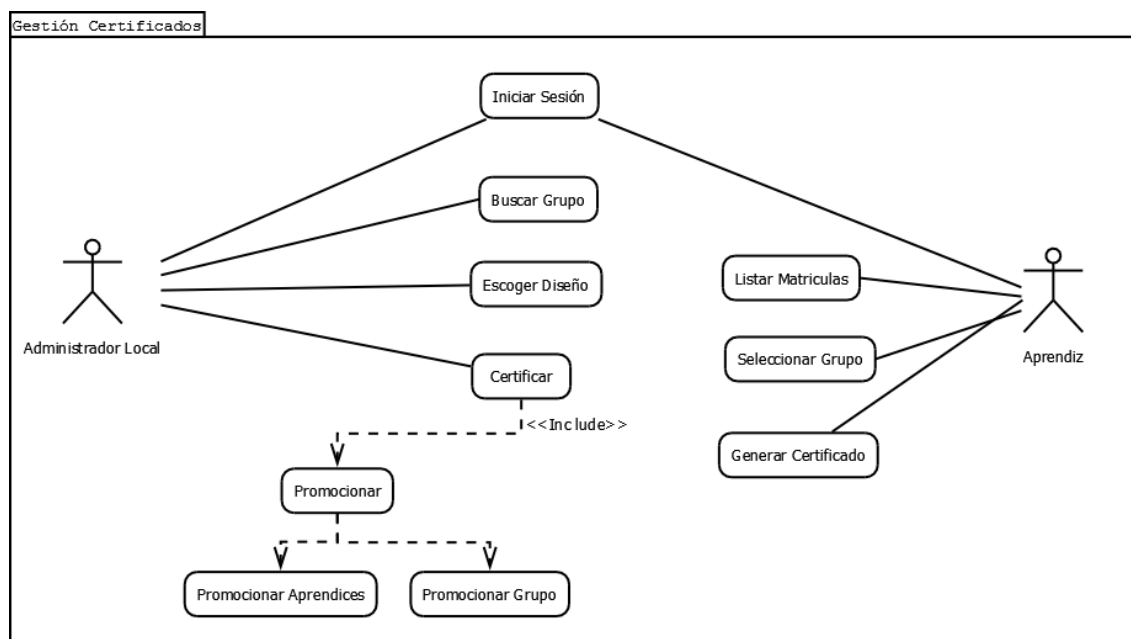 Gestión Certificados
Iniciar Sesión
Buscar Grupo
Escoger Diseño
Listar Matriculas
Administrador Local
Aprendiz
Certificar
Seleccionar Grupo
<<Include>>
Generar Certificado
Promocionar
Promocionar Aprendices
Promocionar Grupo